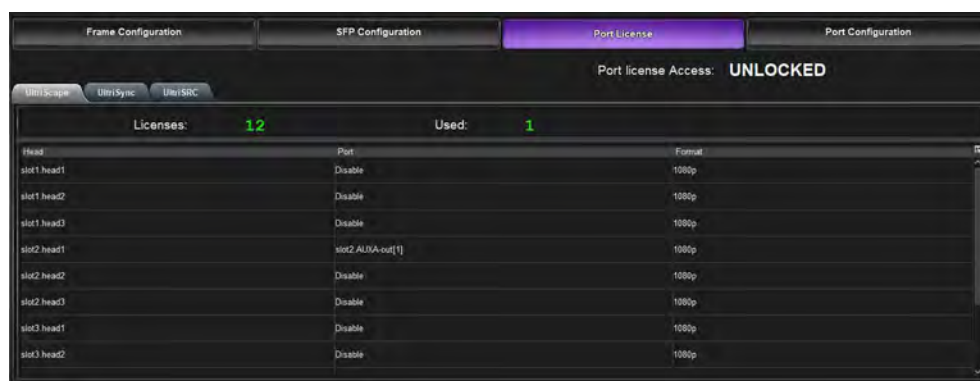 Frame Configuration SFP Configuration Port License Port Configuration
Port license Access: UNLOCKED
UltriScape UltriSync UltriSRC
Licenses: 12 Used: 1
Head Port Format
slot1.head1 Disable 1080p
slot1.head2 Disable 1080p
slot1.head3 Disable 1080p
slot2.head1 slot2.AUXA-out[1] 1080p
slot2.head2 Disable 1080p
slot2.head3 Disable 1080p
slot3.head1 Disable 1080p
slot3.head2 Disable 1080p